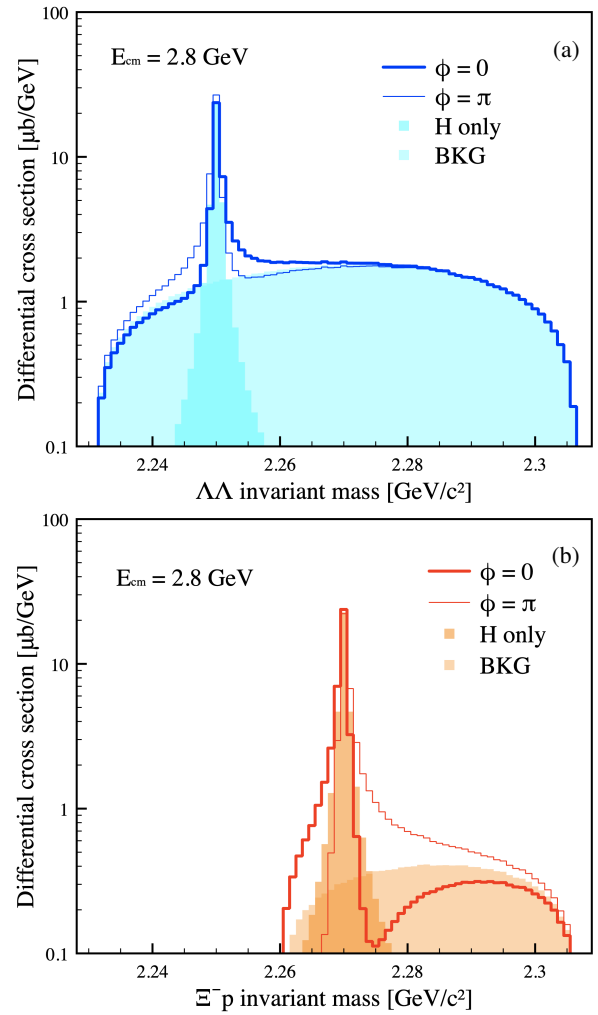 100
(a)
E_cm = 2.8 GeV
φ = 0
φ = π
H only
BKG
10
1
0.1
Differential cross section [μb/GeV]
2.24 2.26 2.28 2.3
ΛΛ invariant mass [GeV/c²]
100
(b)
E_cm = 2.8 GeV
φ = 0
φ = π
H only
BKG
10
1
0.1
Differential cross section [μb/GeV]
2.24 2.26 2.28 2.3
Ξ⁻p invariant mass [GeV/c²]